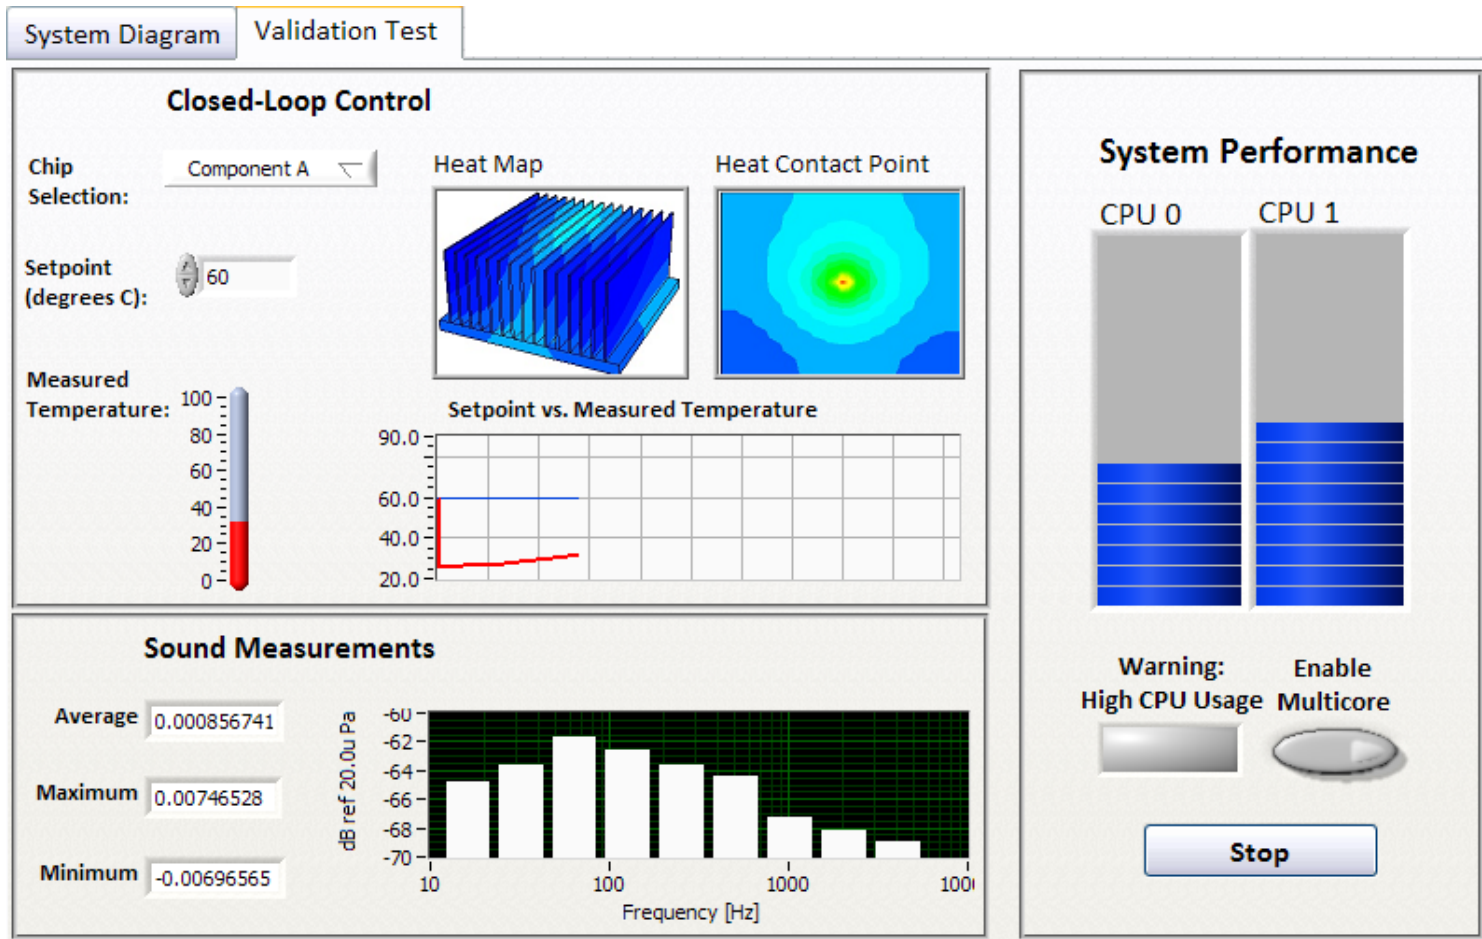 System Diagram
Validation Test
Closed-Loop Control
Chip
Selection:
Component A
Heat Map
Heat Contact Point
Setpoint
(degrees C):
60
Measured
Temperature:
100
80
60
40
20
0
Setpoint vs. Measured Temperature
90.0
60.0
40.0
20.0
Sound Measurements
Average
0.000856741
Maximum
0.00746528
Minimum
-0.00696565
dB ref 20.0u Pa
-60
-62
-64
-66
-68
-70
10
100
1000
100
Frequency [Hz]
System Performance
CPU 0
CPU 1
Warning:
High CPU Usage
Enable
Multicore
Stop